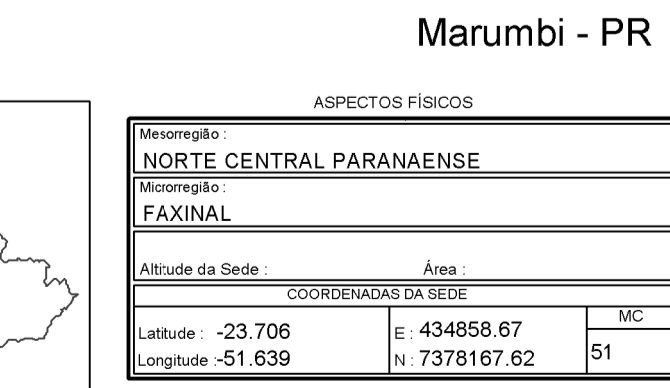 Marumbi - PR
ASPECTOS FÍSICOS
Mesorregião :
NORTE CENTRAL PARANAENSE
Microrregião :
FAXINAL
Altitude da Sede : Área :
COORDENADAS DA SEDE MC
Latitude : -23.706 E : 434858.67
Longitude :-51.639 N : 7378167.62 51